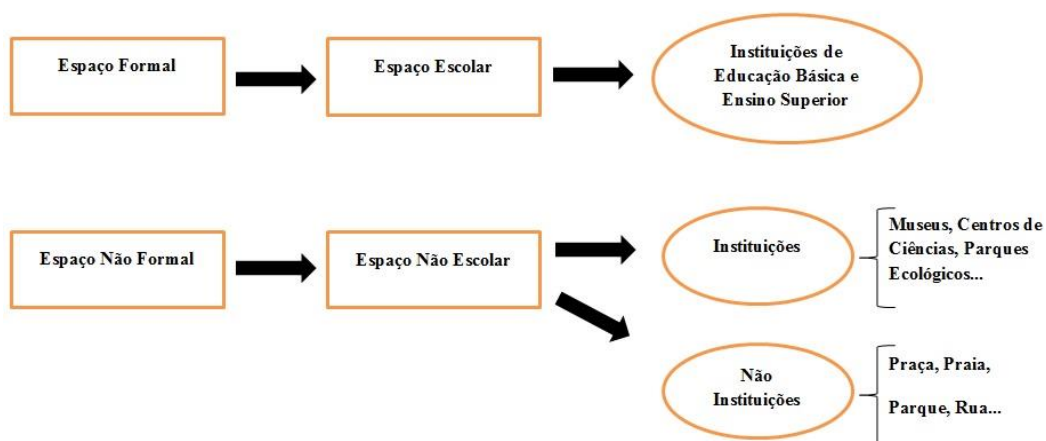 Espaço Formal
Espaço Escolar
Instituições de
Educação Básica e
Ensino Superior
Espaço Não Formal
Espaço Não Escolar
Instituições
Museus, Centros de
Ciências, Parques
Ecológicos...
Não
Instituições
Praça, Praia,
Parque, Rua...